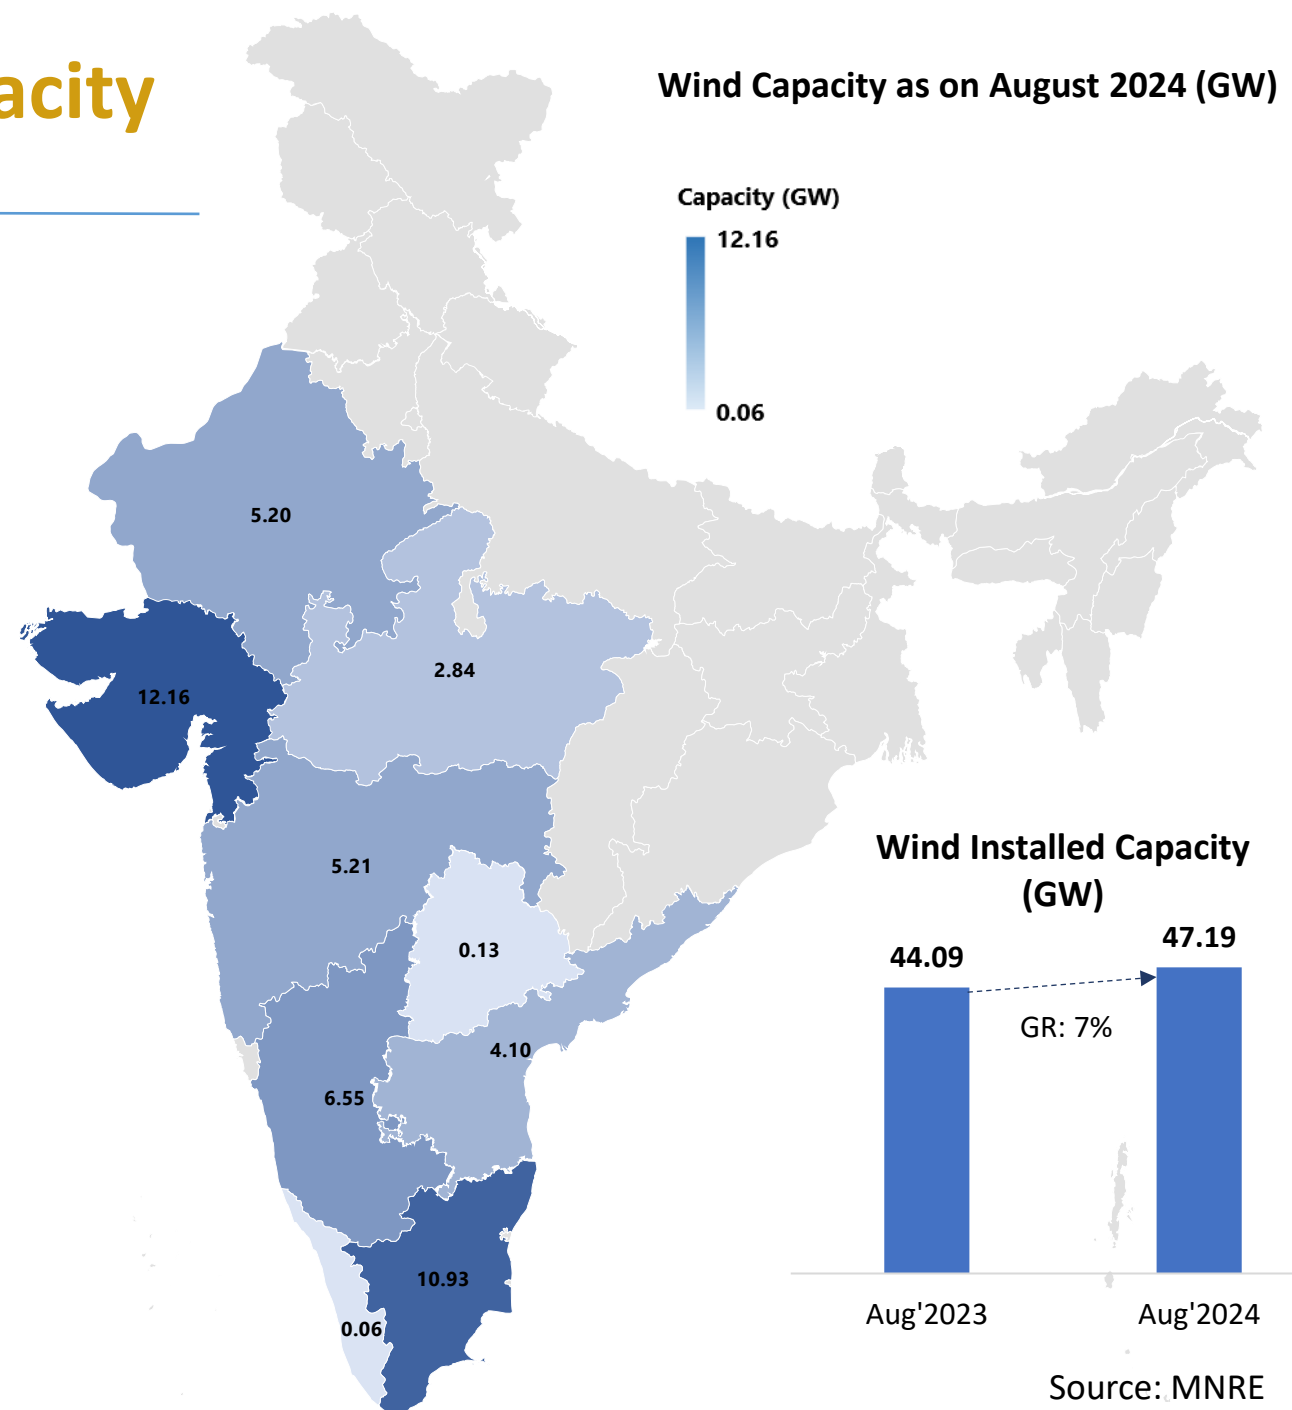 acity
Wind Capacity as on August 2024 (GW)
Capacity (GW)
12.16
0.06
5.20
2.84
12.16
5.21
0.13
4.10
6.55
10.93
0.06
Wind Installed Capacity
(GW)
44.09
47.19
GR: 7%
Aug'2023
Aug'2024
Source: MNRE